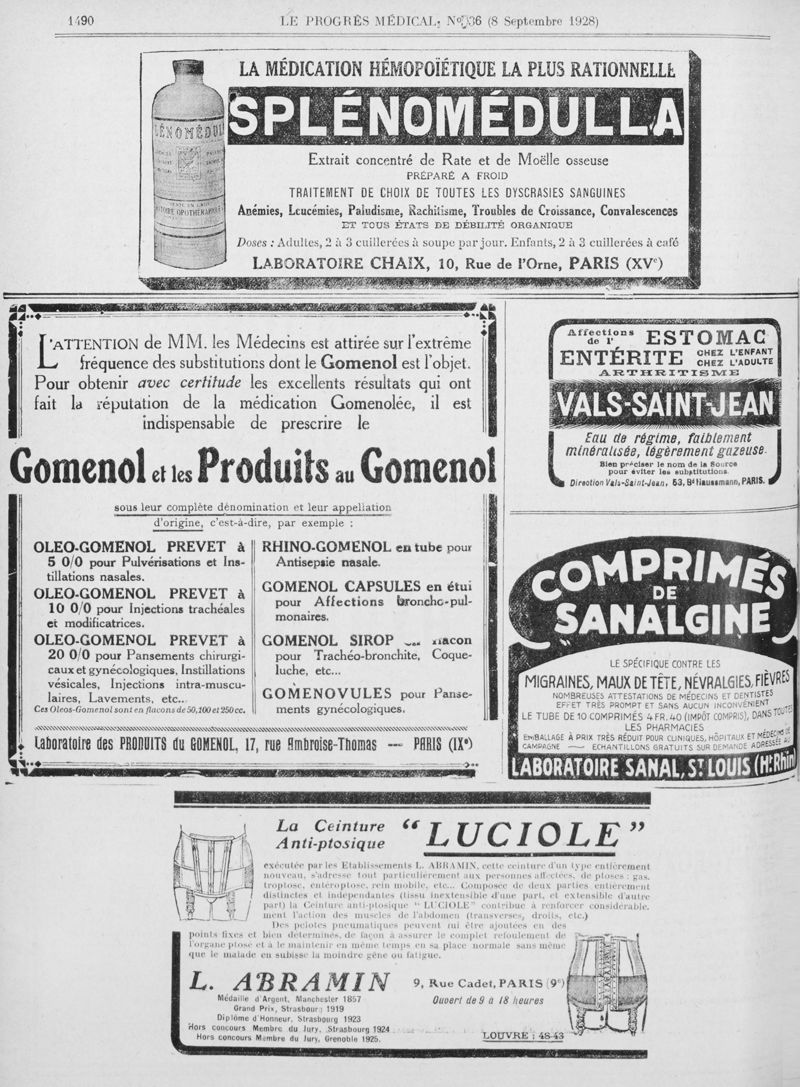 1490
LE PROGRÈS MÉDICAL, No 36 (8 Septembre 1928)
LA MÉDICATION HÉMOPOÏÉTIQUE LA PLUS RATIONNELLE
SPLÉNOMÉDULLA
Extrait concentré de Rate et de Moëlle osseuse
PRÉPARÉ A FROID
TRAITEMENT DE CHOIX DE TOUTES LES DYSCRASIES SANGUINES
Anémies, Leucémies, Paludisme, Rachitisme, Troubles de Croissance, Convalescences
ET TOUS ÉTATS DE DÉBILITÉ ORGANIQUE
Doses : Adultes, 2 à 3 cuillerées à soupe par jour. Enfants, 2 à 3 cuillerées à café
LABORATOIRE CHAIX, 10, Rue de l'Orne, PARIS (XVe)
L'ATTENTION de MM. les Médecins est attirée sur l'extrême
fréquence des substitutions dont le Gomenol est l'objet.
Pour obtenir avec certitude les excellents résultats qui ont
fait la réputation de la médication Gomenolée, il est
indispensable de prescrire le
Gomenol et les Produits au Gomenol
sous leur complète dénomination et leur appellation
d'origine, c'est-à-dire, par exemple :
OLEO-GOMENOL PREVET à
5 0/0 pour Pulvérisations et Ins-
tillations nasales.
OLEO-GOMENOL PREVET à
10 0/0 pour Injections trachéales
et modificatrices.
OLEO-GOMENOL PREVET à
20 0/0 pour Pansements chirurgi-
caux et gynécologiques, Instillations
vésicales, Injections intra-muscu-
laires, Lavements, etc...
Ces Oleos-Gomenol sont en flacons de 50, 100 et 250 cc.
RHINO-GOMENOL en tube pour
Antisepsie nasale.
GOMENOL CAPSULES en étui
pour Affections broncho-pul-
monaires.
GOMENOL SIROP flacon
pour Trachéo-bronchite, Coque-
luche, etc...
GOMENOVULES pour Panse-
ments gynécologiques.
Laboratoire des PRODUITS du GOMENOL, 17, rue Ambroise-Thomas — PARIS (IXe)
Affections de l' ESTOMAC
ENTÉRITE CHEZ L'ENFANT CHEZ L'ADULTE
ARTHRITISME
VALS-SAINT-JEAN
Eau de régime, faiblement
minéralisée, légèrement gazeuse.
Bien préciser le nom de la Source
pour éviter les substitutions.
Direction Vals-Saint-Jean, 53, Bd Haussmann, PARIS.
COMPRIMÉS
DE
SANALGINE
LE SPÉCIFIQUE CONTRE LES
MIGRAINES, MAUX DE TÊTE, NÉVRALGIES, FIÈVRES
NOMBREUSES ATTESTATIONS DE MÉDECINS ET DENTISTES
EFFET TRÈS PROMPT ET SANS AUCUN INCONVÉNIENT
LE TUBE DE 10 COMPRIMÉS 4 FR. 40 (IMPÔT COMPRIS), DANS TOUTES
LES PHARMACIES
EMBALLAGE À PRIX TRÈS RÉDUIT POUR CLINIQUES, HÔPITAUX ET MÉDECINS DE
CAMPAGNE — ECHANTILLONS GRATUITS SUR DEMANDE ADRESSÉE AU
LABORATOIRE SANAL, ST LOUIS (Ht Rhin)
La Ceinture
Anti-ptosique
“LUCIOLE”
exécutée par les Etablissements L. ABRAMIN, cette ceinture d'un type entièrement
nouveau, s'adresse tout particulièrement aux personnes affectées, de ptoses : gas-
troptose, entéroptose, rein mobile, etc... Composée de deux parties entièrement
distinctes et indépendantes (tissu inextensible d'une part, et extensible d'autre
part) la Ceinture anti-ptosique “ LUCIOLE” contribue à renforcer considérable-
ment l'action des muscles de l'abdomen (transverses, droits, etc.)
Des pelotes pneumatiques peuvent lui être ajoutées en des
points fixes et bien déterminés, de façon à assurer le complet refoulement de
l'organe ptosé et à le maintenir en même temps en sa place normale sans même
que le malade en subisse la moindre gêne ou fatigue.
L. ABRAMIN
9, Rue Cadet, PARIS (9e)
Médaille d'Argent, Manchester 1857
Grand Prix, Strasbourg 1919
Diplôme d'Honneur, Strasbourg 1923
Hors concours Membre du Jury, Strasbourg 1924
Hors concours Membre du Jury, Grenoble 1925.
Ouvert de 9 à 18 heures
LOUVRE : 48-43